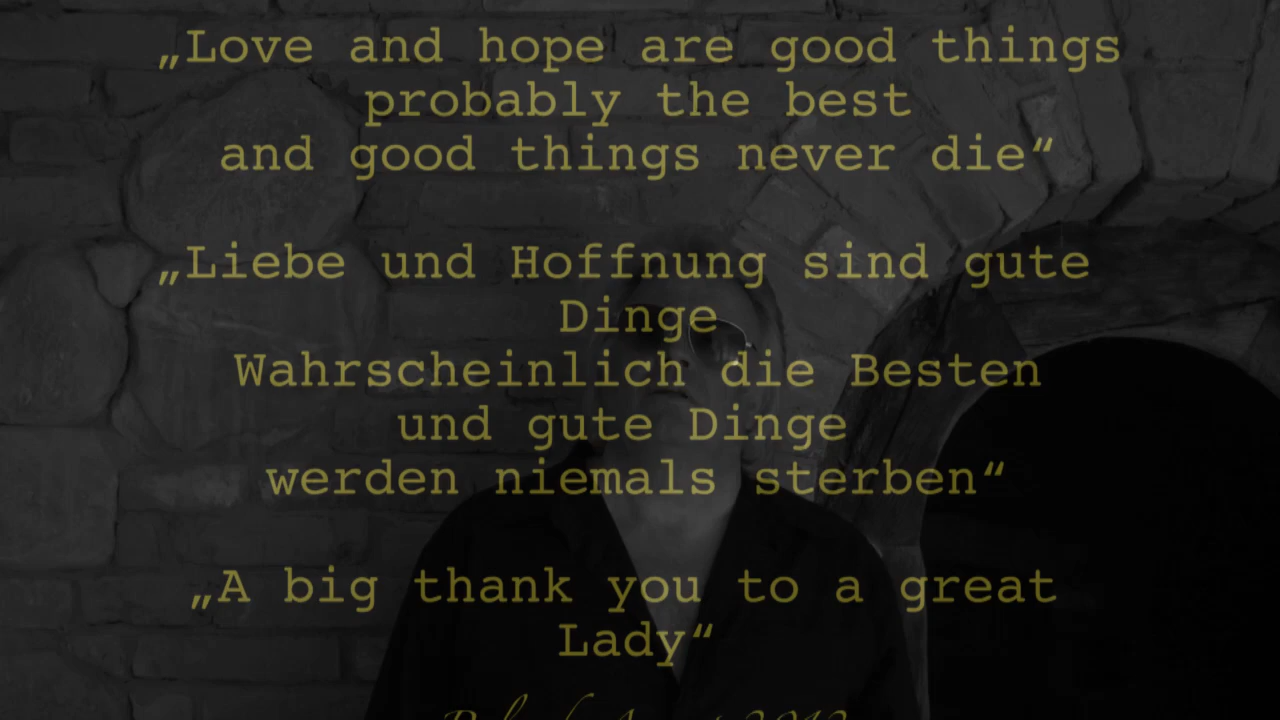 „Love and hope are good things
probably the best
and good things never die“
„Liebe und Hoffnung sind gute
Dinge
Wahrscheinlich die Besten
und gute Dinge
werden niemals sterben“
„A big thank you to a great
Lady“